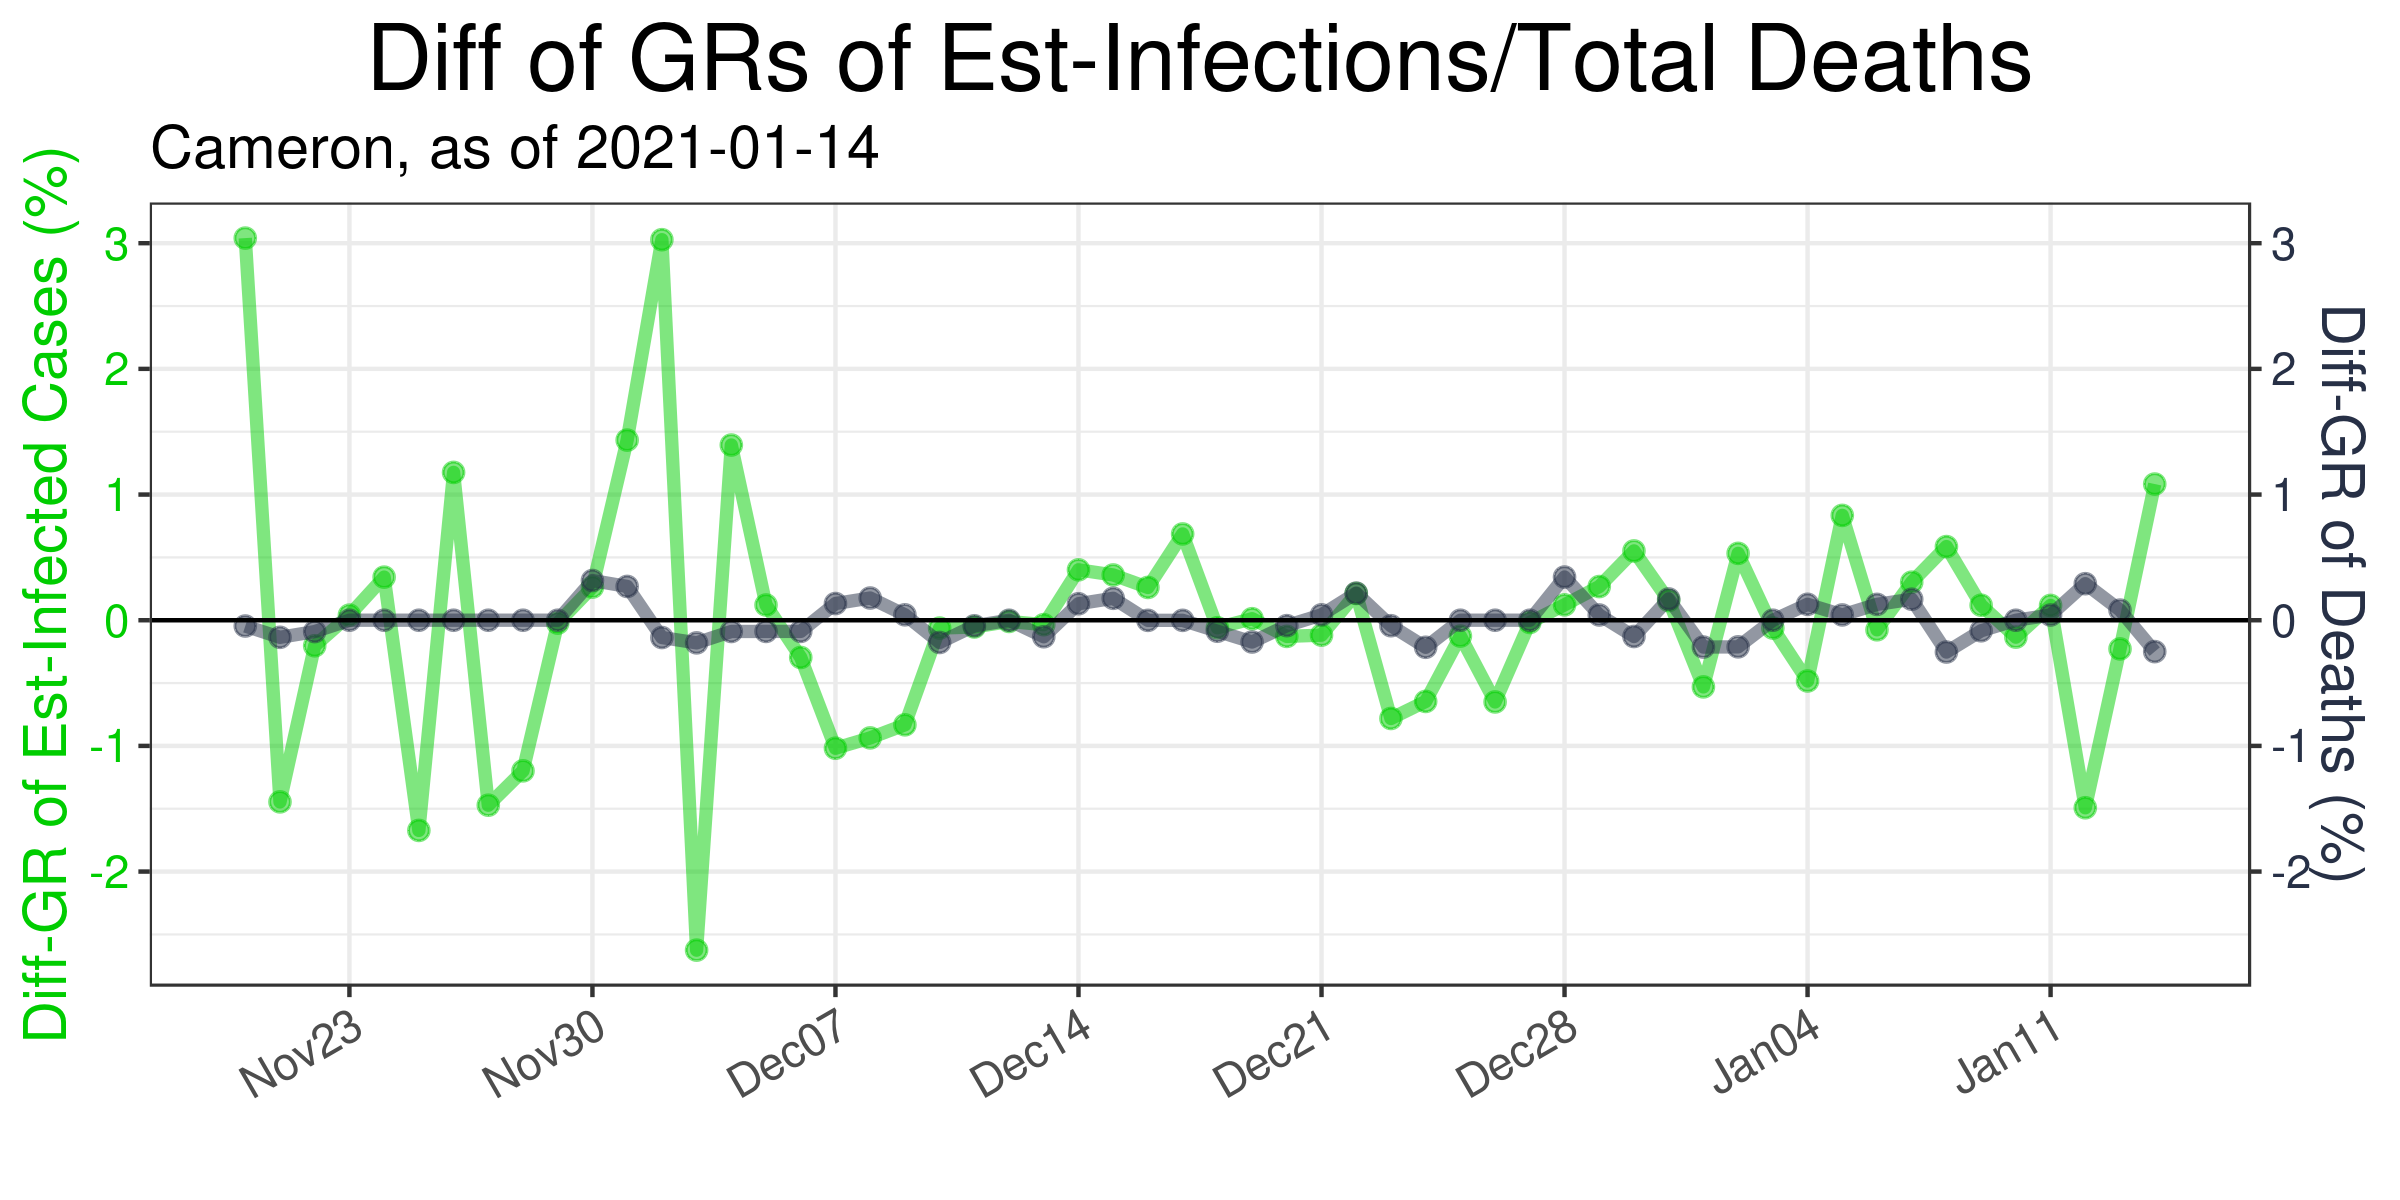 Diff of GRs of Est-Infections/Total Deaths
Cameron, as of 2021-01-14
Diff-GR of Est-Infected Cases (%)
3
2
1
0
-1
-2
3
2
1
0
-1
-2
Diff-GR of Deaths (%)
Nov23
Nov30
Dec07
Dec14
Dec21
Dec28
Jan04
Jan11